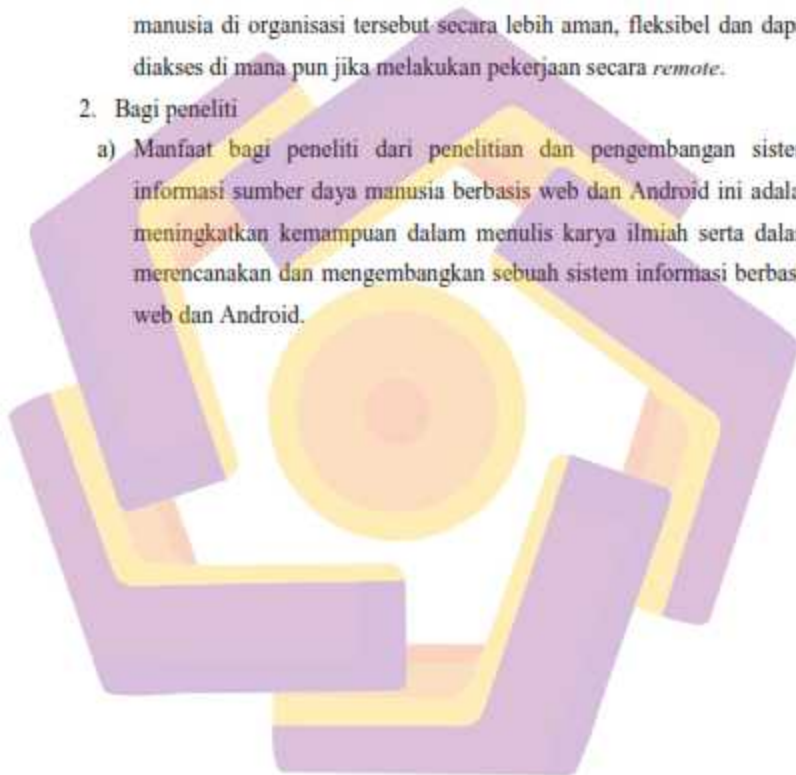 manusia di organisasi tersebut secara lebih aman, fleksibel dan dap
diakses di mana pun jika melakukan pekerjaan secara remote.
2. Bagi peneliti
a) Manfaat bagi peneliti dari penelitian dan pengembangan siste
informasi sumber daya manusia berbasis web dan Android ini adala
meningkatkan kemampuan dalam menulis karya ilmiah serta dala
merencanakan dan mengembangkan sebuah sistem informasi berbas
web dan Android.